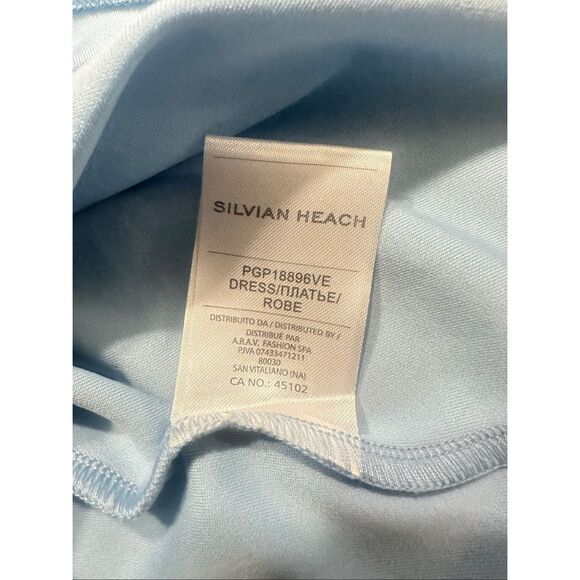 SILVIAN HEACH
PGP18896VE
DRESS/ПЛАТЬЕ/
ROBE
DISTRIBUITO DA / DISTRIBUTED BY /
DISTRIBUÉ PAR
A.R.A.V. FASHION SPA
P.IVA 07433471211
80030
SAN VITALIANO (NA)
CA NO.: 45102